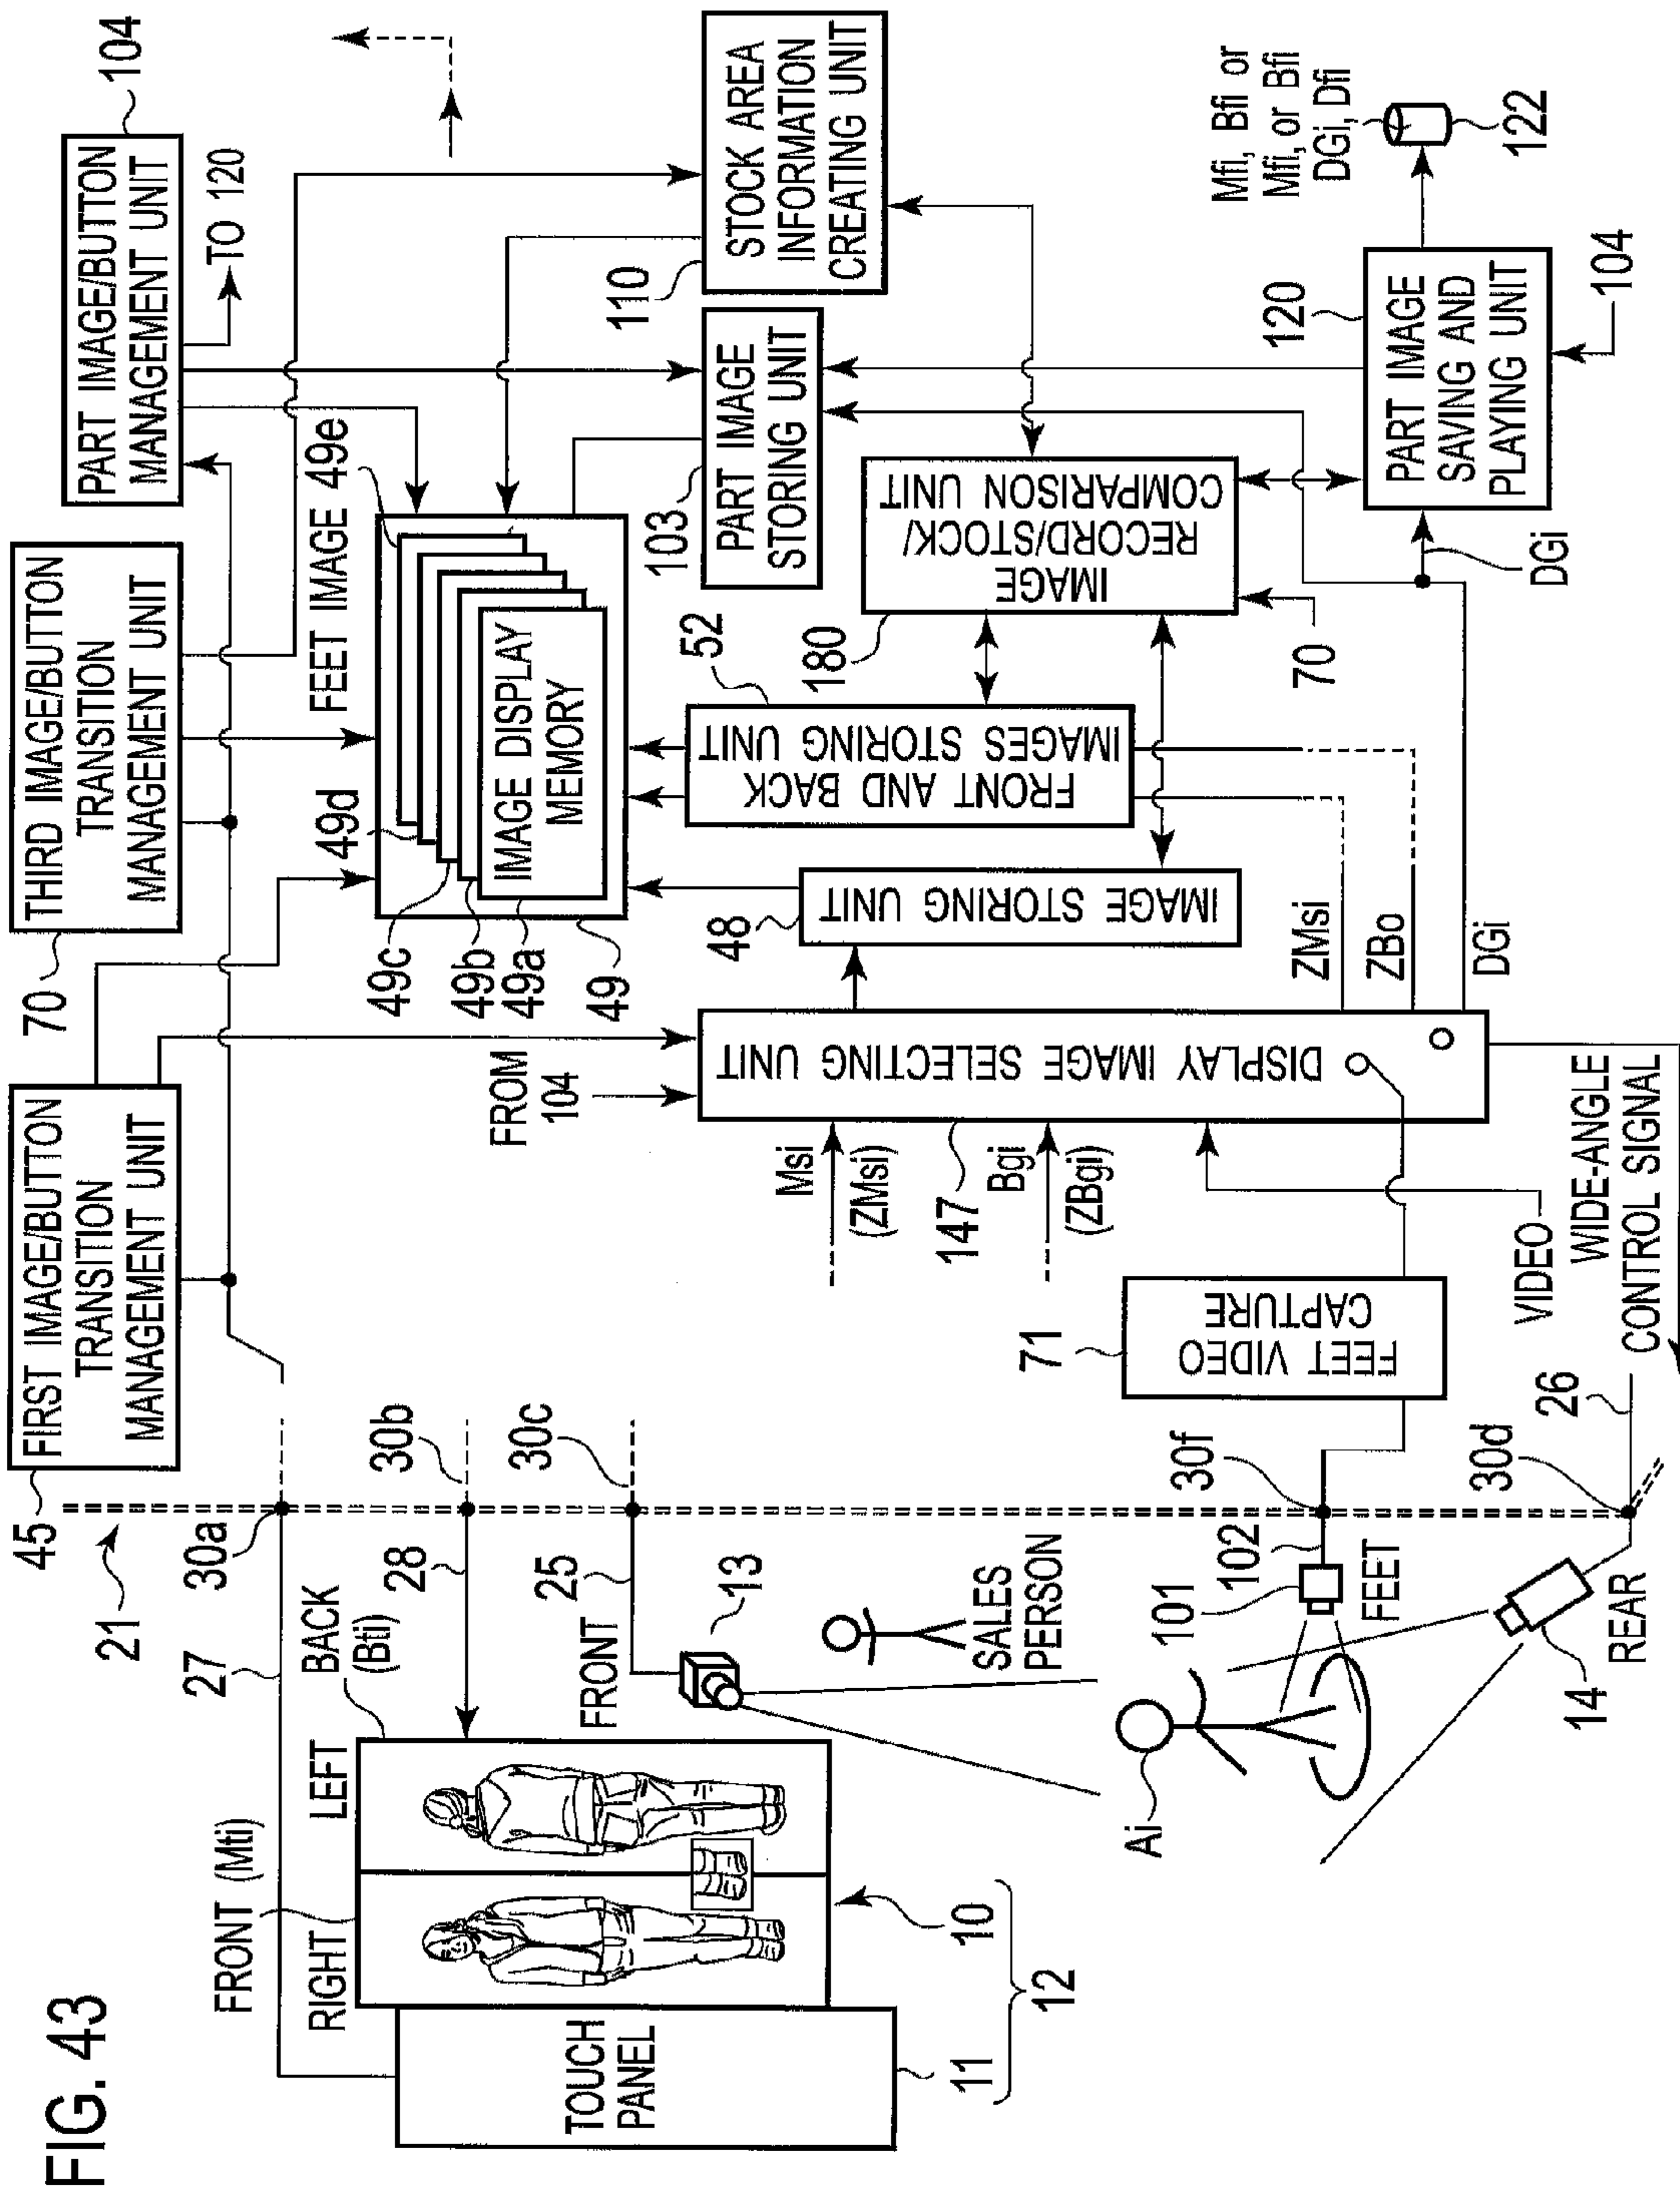 FIG. 43
45
FIRST IMAGE/BUTTON
TRANSITION
MANAGEMENT UNIT
70
THIRD IMAGE/BUTTON
TRANSITION
MANAGEMENT UNIT
PART IMAGE/BUTTON
MANAGEMENT UNIT
104
TO 120
21
27
30a
FRONT (Mti)
RIGHT
LEFT
BACK
(Bti)
28
30b
25
30c
FRONT
13
TOUCH
PANEL
11
10
12
SALES
PERSON
Ai
101
102
FEET
30f
14
REAR
30d
26
71
FEET VIDEO
CAPTURE
VIDEO
WIDE-ANGLE
CONTROL SIGNAL
FROM
104
Msi
(ZMsi)
147
Bgi
(ZBgi)
DISPLAY IMAGE SELECTING UNIT
ZMsi
ZBo
DGi
FEET IMAGE
49e
49d
49c
49b
49a
49
IMAGE DISPLAY
MEMORY
48
IMAGE STORING UNIT
52
FRONT AND BACK
IMAGES STORING UNIT
180
IMAGE
RECORD/STOCK/
COMPARISON UNIT
70
103
PART IMAGE
STORING UNIT
110
STOCK AREA
INFORMATION
CREATING UNIT
120
PART IMAGE
SAVING AND
PLAYING UNIT
DGi
104
Mfi, Bfi or
Mfi, or Bfi
DGi, Dfi
122